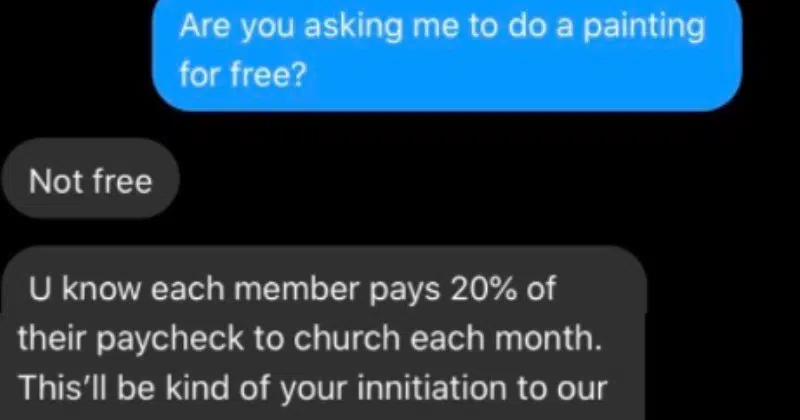 Are you asking me to do a painting
for free?
Not free
U know each member pays 20% of
their paycheck to church each month.
This'll be kind of your innitiation to our